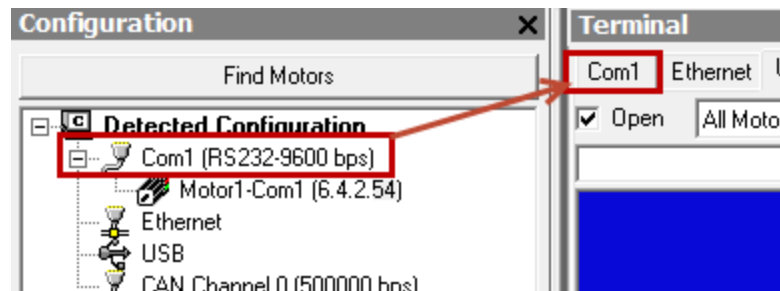 Configuration
Find Motors
Detected Configuration
Com1 (RS232-9600 bps)
Motor1-Com1 (6.4.2.54)
Ethernet
USB
CAN Channel 0 (500000 bps)
Terminal
Com1 Ethernet
Open All Moto